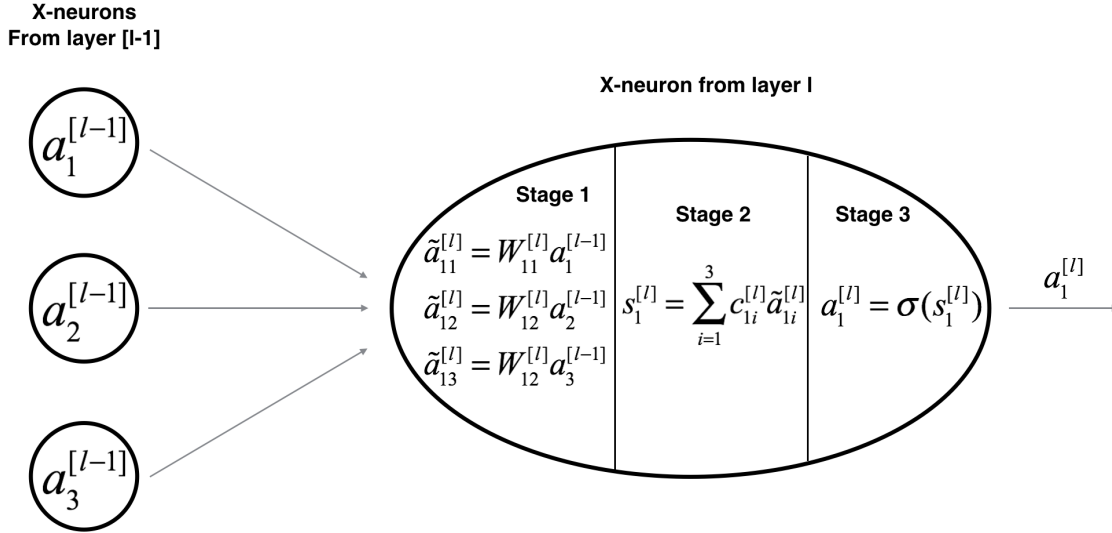 X-neurons
From layer [l-1]
X-neuron from layer l
a_1^{[l-1]}
a_2^{[l-1]}
a_3^{[l-1]}
Stage 1
ã_{11}^{[l]} = W_{11}^{[l]} a_1^{[l-1]}
ã_{12}^{[l]} = W_{12}^{[l]} a_2^{[l-1]}
ã_{13}^{[l]} = W_{12}^{[l]} a_3^{[l-1]}
Stage 2
s_1^{[l]} = \sum_{i=1}^{3} c_{1i}^{[l]} ã_{1i}^{[l]}
Stage 3
a_1^{[l]} = σ(s_1^{[l]})
a_1^{[l]}